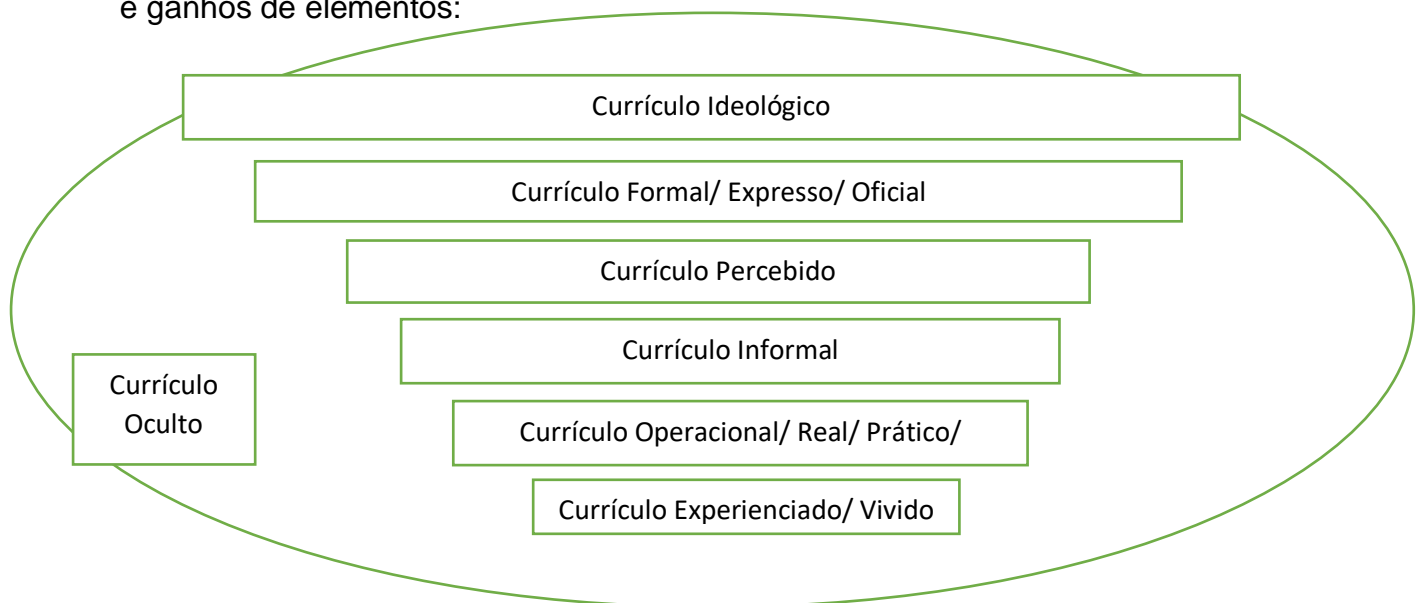 e ganhos de elementos:
Currículo Ideológico
Currículo Formal/ Expresso/ Oficial
Currículo Percebido
Currículo Informal
Currículo
Oculto
Currículo Operacional/ Real/ Prático/
Currículo Experienciado/ Vivido